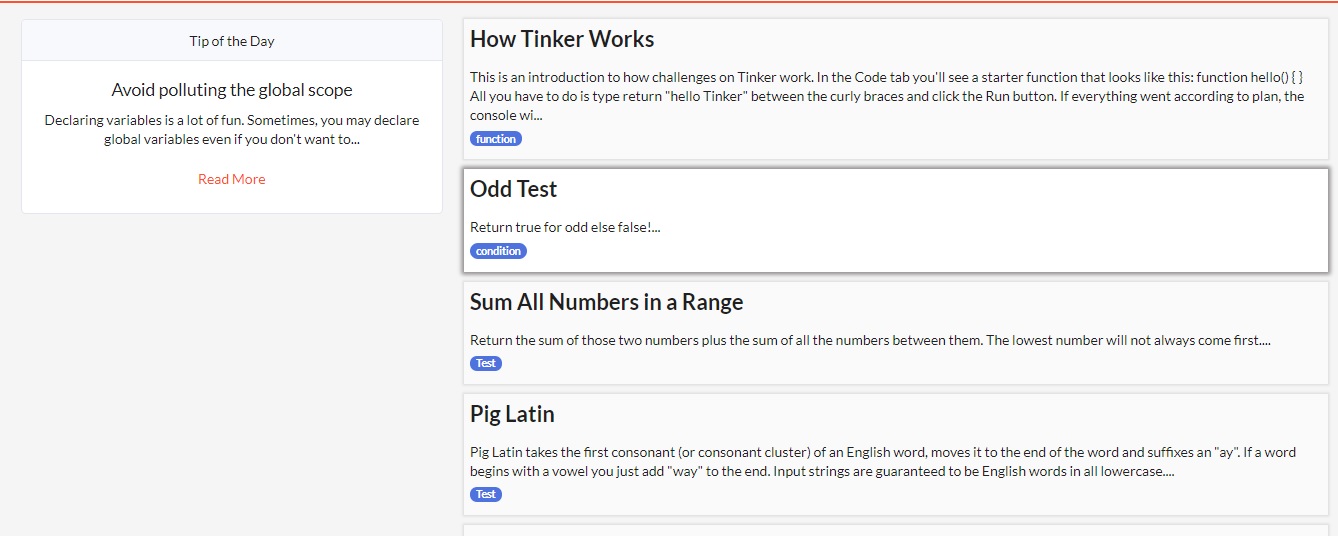 Tip of the Day
Avoid polluting the global scope
Declaring variables is a lot of fun. Sometimes, you may declare
global variables even if you don't want to...
Read More
How Tinker Works
This is an introduction to how challenges on Tinker work. In the Code tab you'll see a starter function that looks like this: function hello() { }
All you have to do is type return "hello Tinker" between the curly braces and click the Run button. If everything went according to plan, the
console wi...
function
Odd Test
Return true for odd else false!...
condition
Sum All Numbers in a Range
Return the sum of those two numbers plus the sum of all the numbers between them. The lowest number will not always come first....
Test
Pig Latin
Pig Latin takes the first consonant (or consonant cluster) of an English word, moves it to the end of the word and suffixes an "ay". If a word
begins with a vowel you just add "way" to the end. Input strings are guaranteed to be English words in all lowercase....
Test